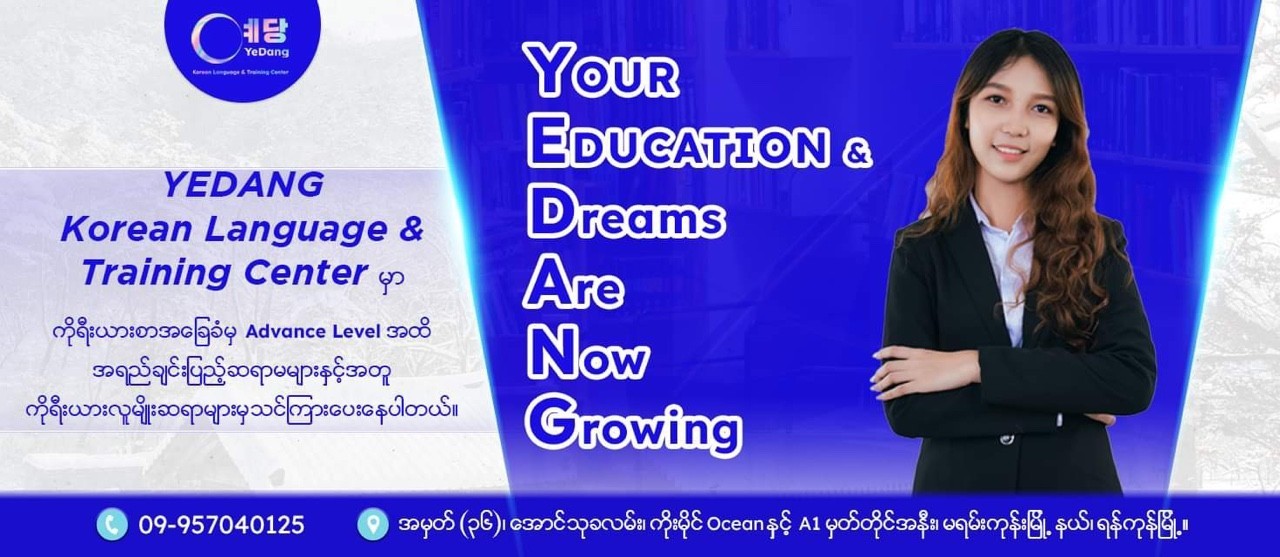 예당
YeDang
Korean Language & Training Center
YEDANG
Korean Language &
Training Center မှာ
ကိုရီးယားစာအခြေခံမှ Advance Level အထိ
အရည်ချင်းပြည့်ဆရာမများနှင့်အတူ
ကိုရီးယားလူမျိုးဆရာများမှသင်ကြားပေးနေပါတယ်။
YOUR
EDUCATION &
Dreams
Are
Now
Growing
09-957040125
အမှတ် (၃၆)၊ အောင်သုခလမ်း၊ ကိုးမိုင် Ocean နှင့် A1 မှတ်တိုင်အနီး၊ မရမ်းကုန်းမြို့ နယ်၊ ရန်ကုန်မြို့။